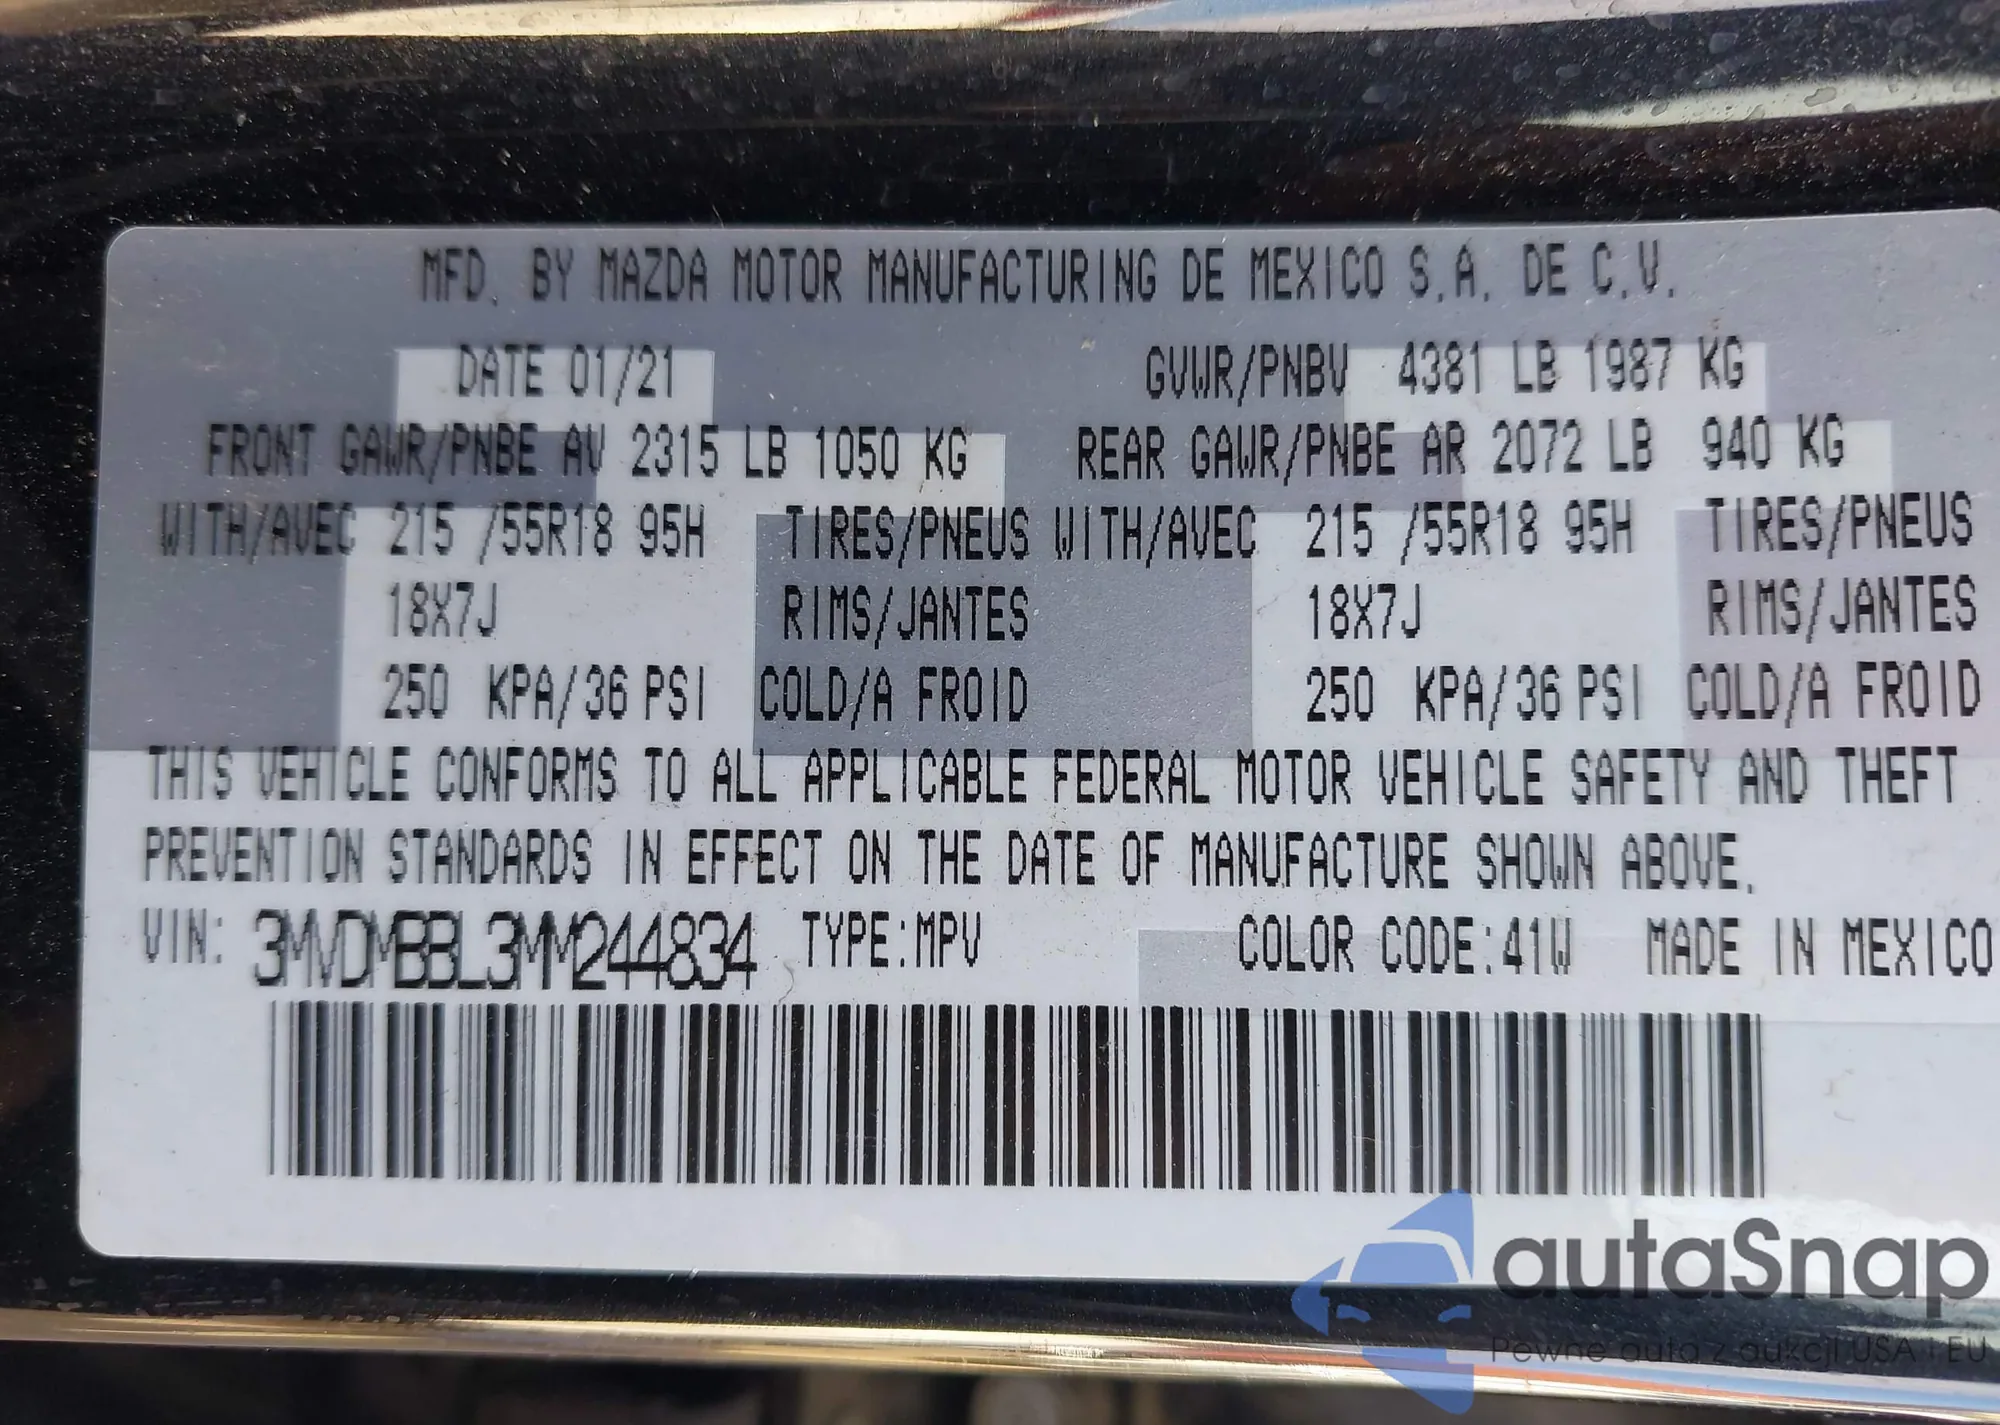 MFD. BY MAZDA MOTOR MANUFACTURING DE MEXICO S.A. DE C.V.
DATE 01/21 GVWR/PNBV 4381 LB 1987 KG
FRONT GAWR/PNBE AV 2315 LB 1050 KG REAR GAWR/PNBE AR 2072 LB 940 KG
WITH/AVEC 215 /55R18 95H TIRES/PNEUS WITH/AVEC 215 /55R18 95H TIRES/PNEUS
18X7J RIMS/JANTES 18X7J RIMS/JANTES
250 KPA/36 PSI COLD/A FROID 250 KPA/36 PSI COLD/A FROID
THIS VEHICLE CONFORMS TO ALL APPLICABLE FEDERAL MOTOR VEHICLE SAFETY AND THEFT
PREVENTION STANDARDS IN EFFECT ON THE DATE OF MANUFACTURE SHOWN ABOVE.
VIN: 3MVDMBBL3MM244834 TYPE:MPV COLOR CODE:41W MADE IN MEXICO
autaSnap
Pewne auta z aukcji USA i EU